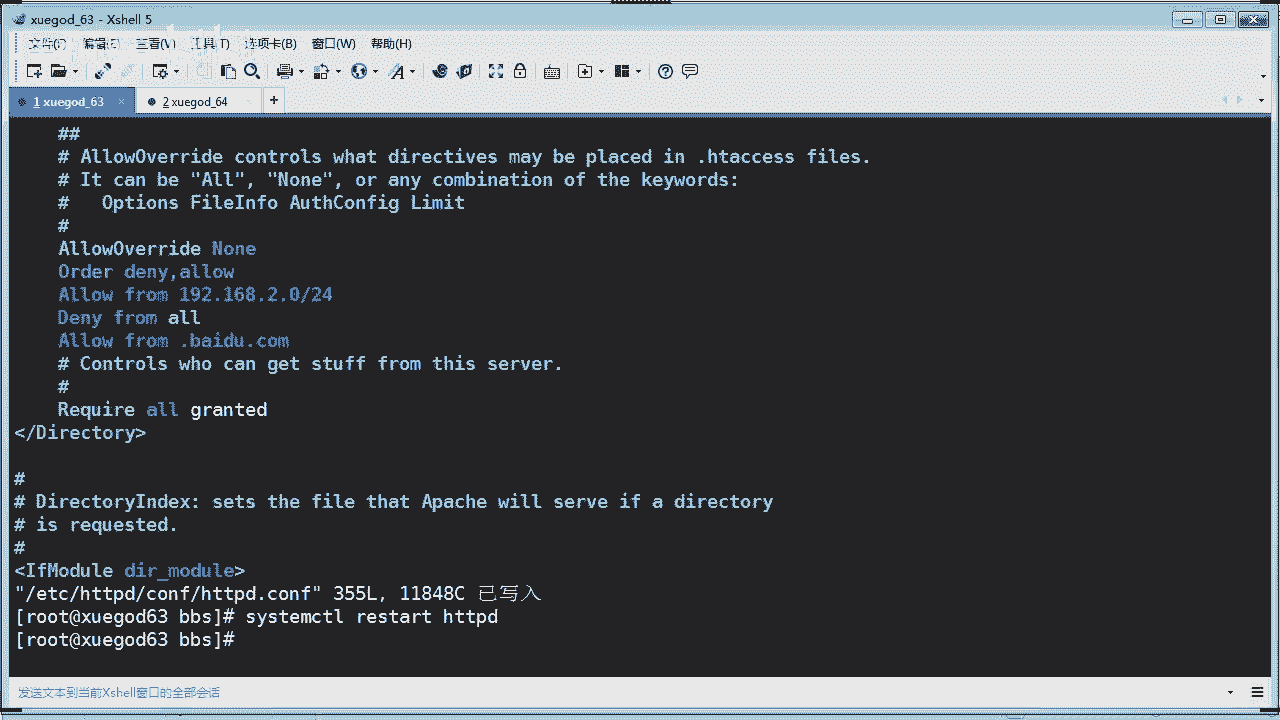 xuegod_63 - Xshell 5
文件(F) 编辑(E) 查看(V) 工具(T) 选项卡(B) 窗口(W) 帮助(H)
1 xuegod_63 × 2 xuegod_64 +
##
# AllowOverride controls what directives may be placed in .htaccess files.
# It can be "All", "None", or any combination of the keywords:
#   Options FileInfo AuthConfig Limit
#
AllowOverride None
Order deny,allow
Allow from 192.168.2.0/24
Deny from all
Allow from .baidu.com
# Controls who can get stuff from this server.
#
Require all granted
</Directory>
#
# DirectoryIndex: sets the file that Apache will serve if a directory
# is requested.
#
<IfModule dir_module>
"/etc/httpd/conf/httpd.conf" 355L, 11848C 已写入
[root@xuegod63 bbs]# systemctl restart httpd
[root@xuegod63 bbs]#
发送文本到当前Xshell窗口的全部会话